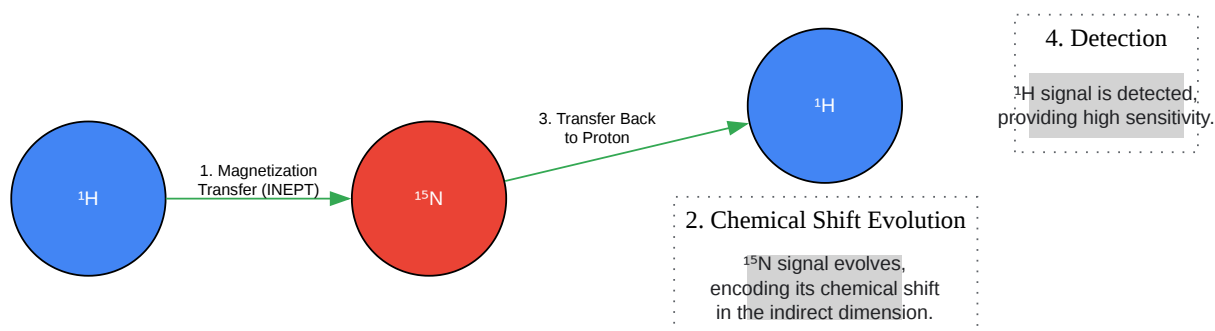 ¹H
1. Magnetization
Transfer (INEPT)
¹⁵N
3. Transfer Back
to Proton
¹H
2. Chemical Shift Evolution
¹⁵N signal evolves,
encoding its chemical shift
in the indirect dimension.
4. Detection
¹H signal is detected,
providing high sensitivity.